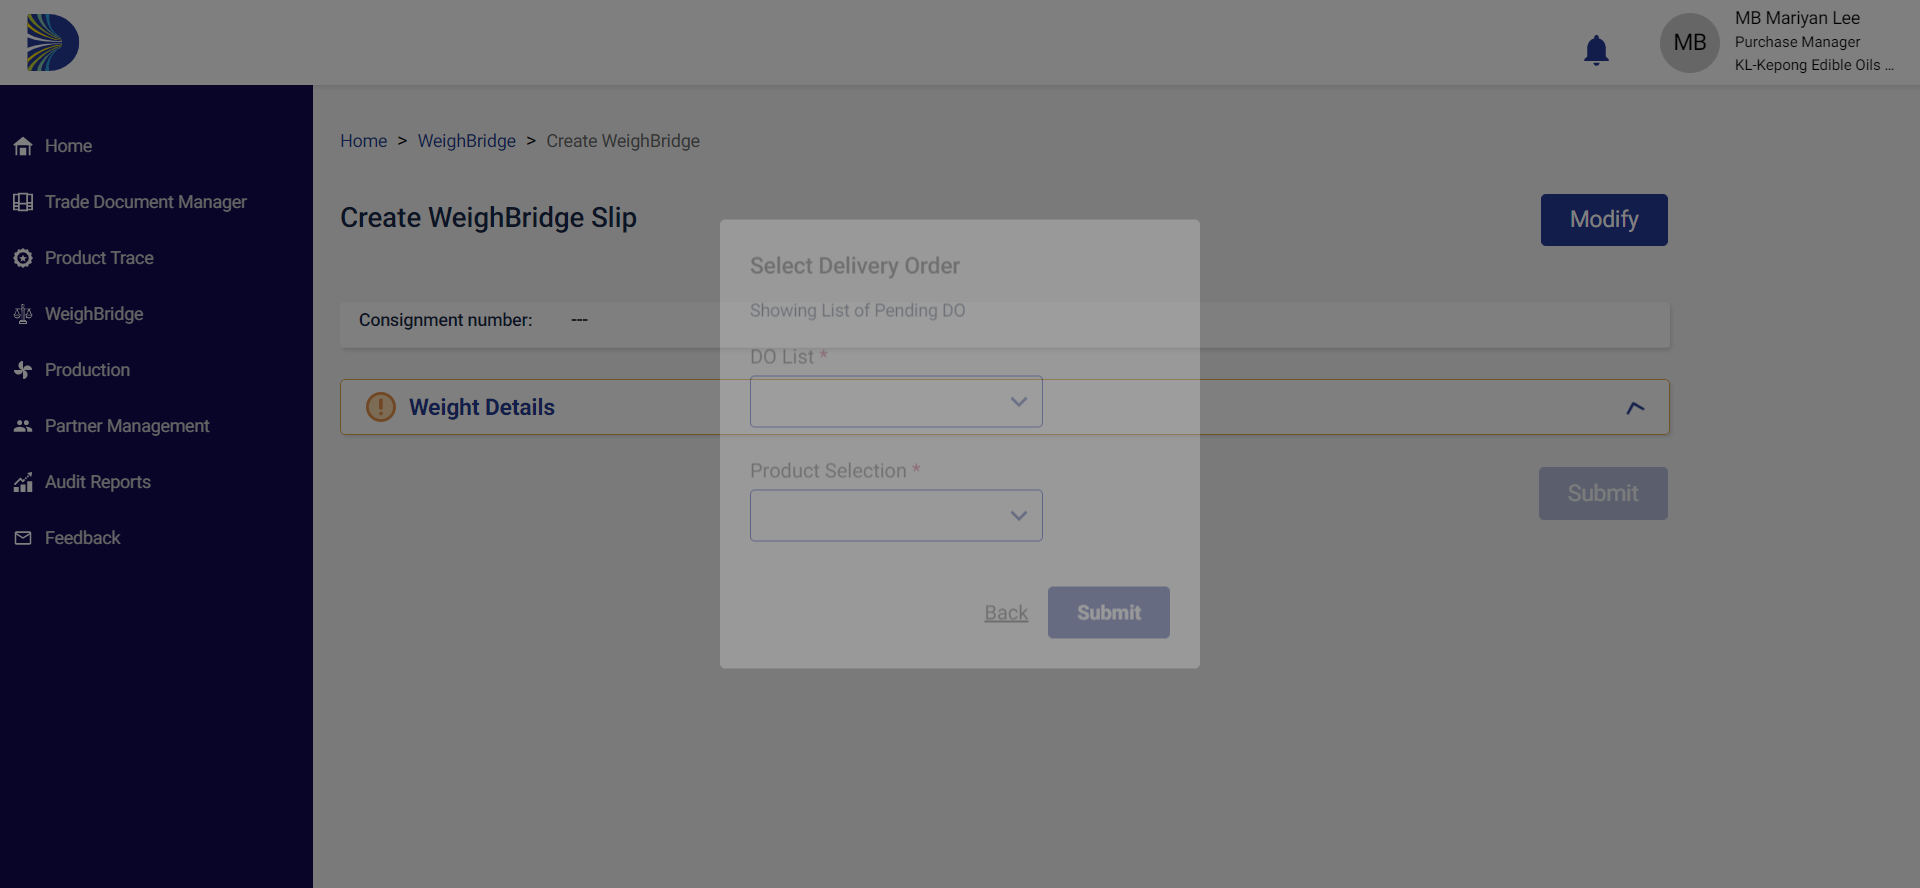 MB
MB Mariyan Lee
Purchase Manager
KL-Kepong Edible Oils ...
Home
Trade Document Manager
Product Trace
WeighBridge
Production
Partner Management
Audit Reports
Feedback
Home > WeighBridge > Create WeighBridge
Create WeighBridge Slip
Modify
Consignment number: ---
Weight Details
Submit
Select Delivery Order
Showing List of Pending DO
DO List *
Product Selection *
Back
Submit